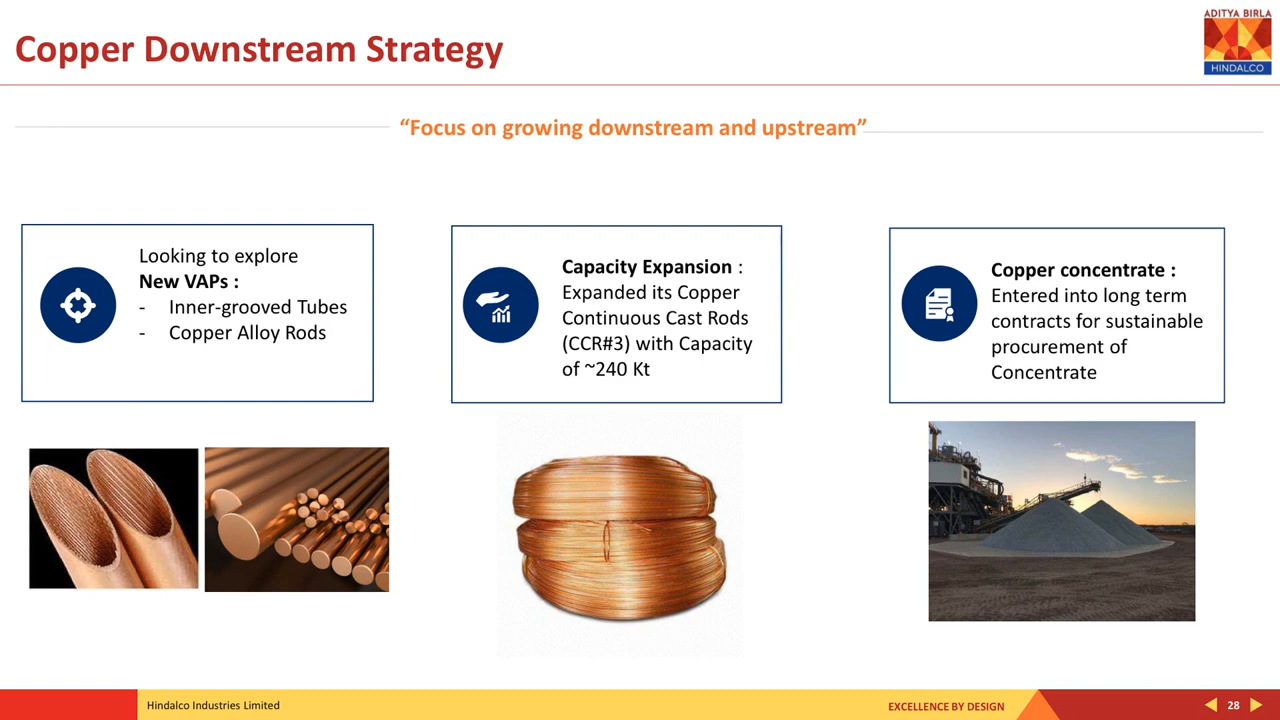 Copper Downstream Strategy
ADITYA BIRLA
HINDALCO
“Focus on growing downstream and upstream”
Looking to explore
New VAPs :
- Inner-grooved Tubes
- Copper Alloy Rods
Capacity Expansion :
Expanded its Copper
Continuous Cast Rods
(CCR#3) with Capacity
of ~240 Kt
Copper concentrate :
Entered into long term
contracts for sustainable
procurement of
Concentrate
Hindalco Industries Limited
EXCELLENCE BY DESIGN
28